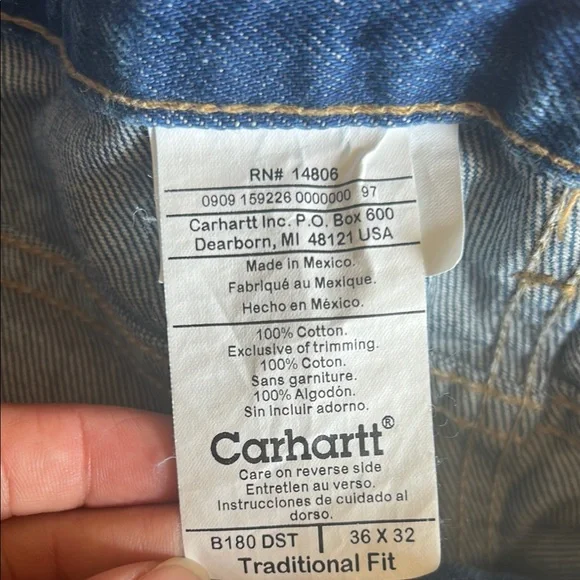 RN# 14806
0909 159226 0000000 97
Carhartt Inc. P.O. Box 600
Dearborn, MI 48121 USA
Made in Mexico.
Fabriqué au Mexique.
Hecho en México.
100% Cotton.
Exclusive of trimming.
100% Coton.
Sans garniture.
100% Algodón.
Sin Incluir adorno.
Carhartt®
Care on reverse side
Entretien au verso.
Instrucciones de cuidado al
dorso.
B180 DST 36 X 32
Traditional Fit